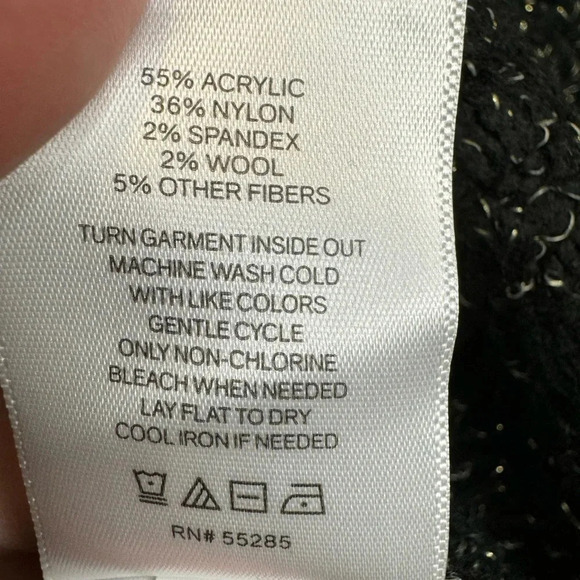 55% ACRYLIC
36% NYLON
2% SPANDEX
2% WOOL
5% OTHER FIBERS
TURN GARMENT INSIDE OUT
MACHINE WASH COLD
WITH LIKE COLORS
GENTLE CYCLE
ONLY NON-CHLORINE
BLEACH WHEN NEEDED
LAY FLAT TO DRY
COOL IRON IF NEEDED
RN# 55285